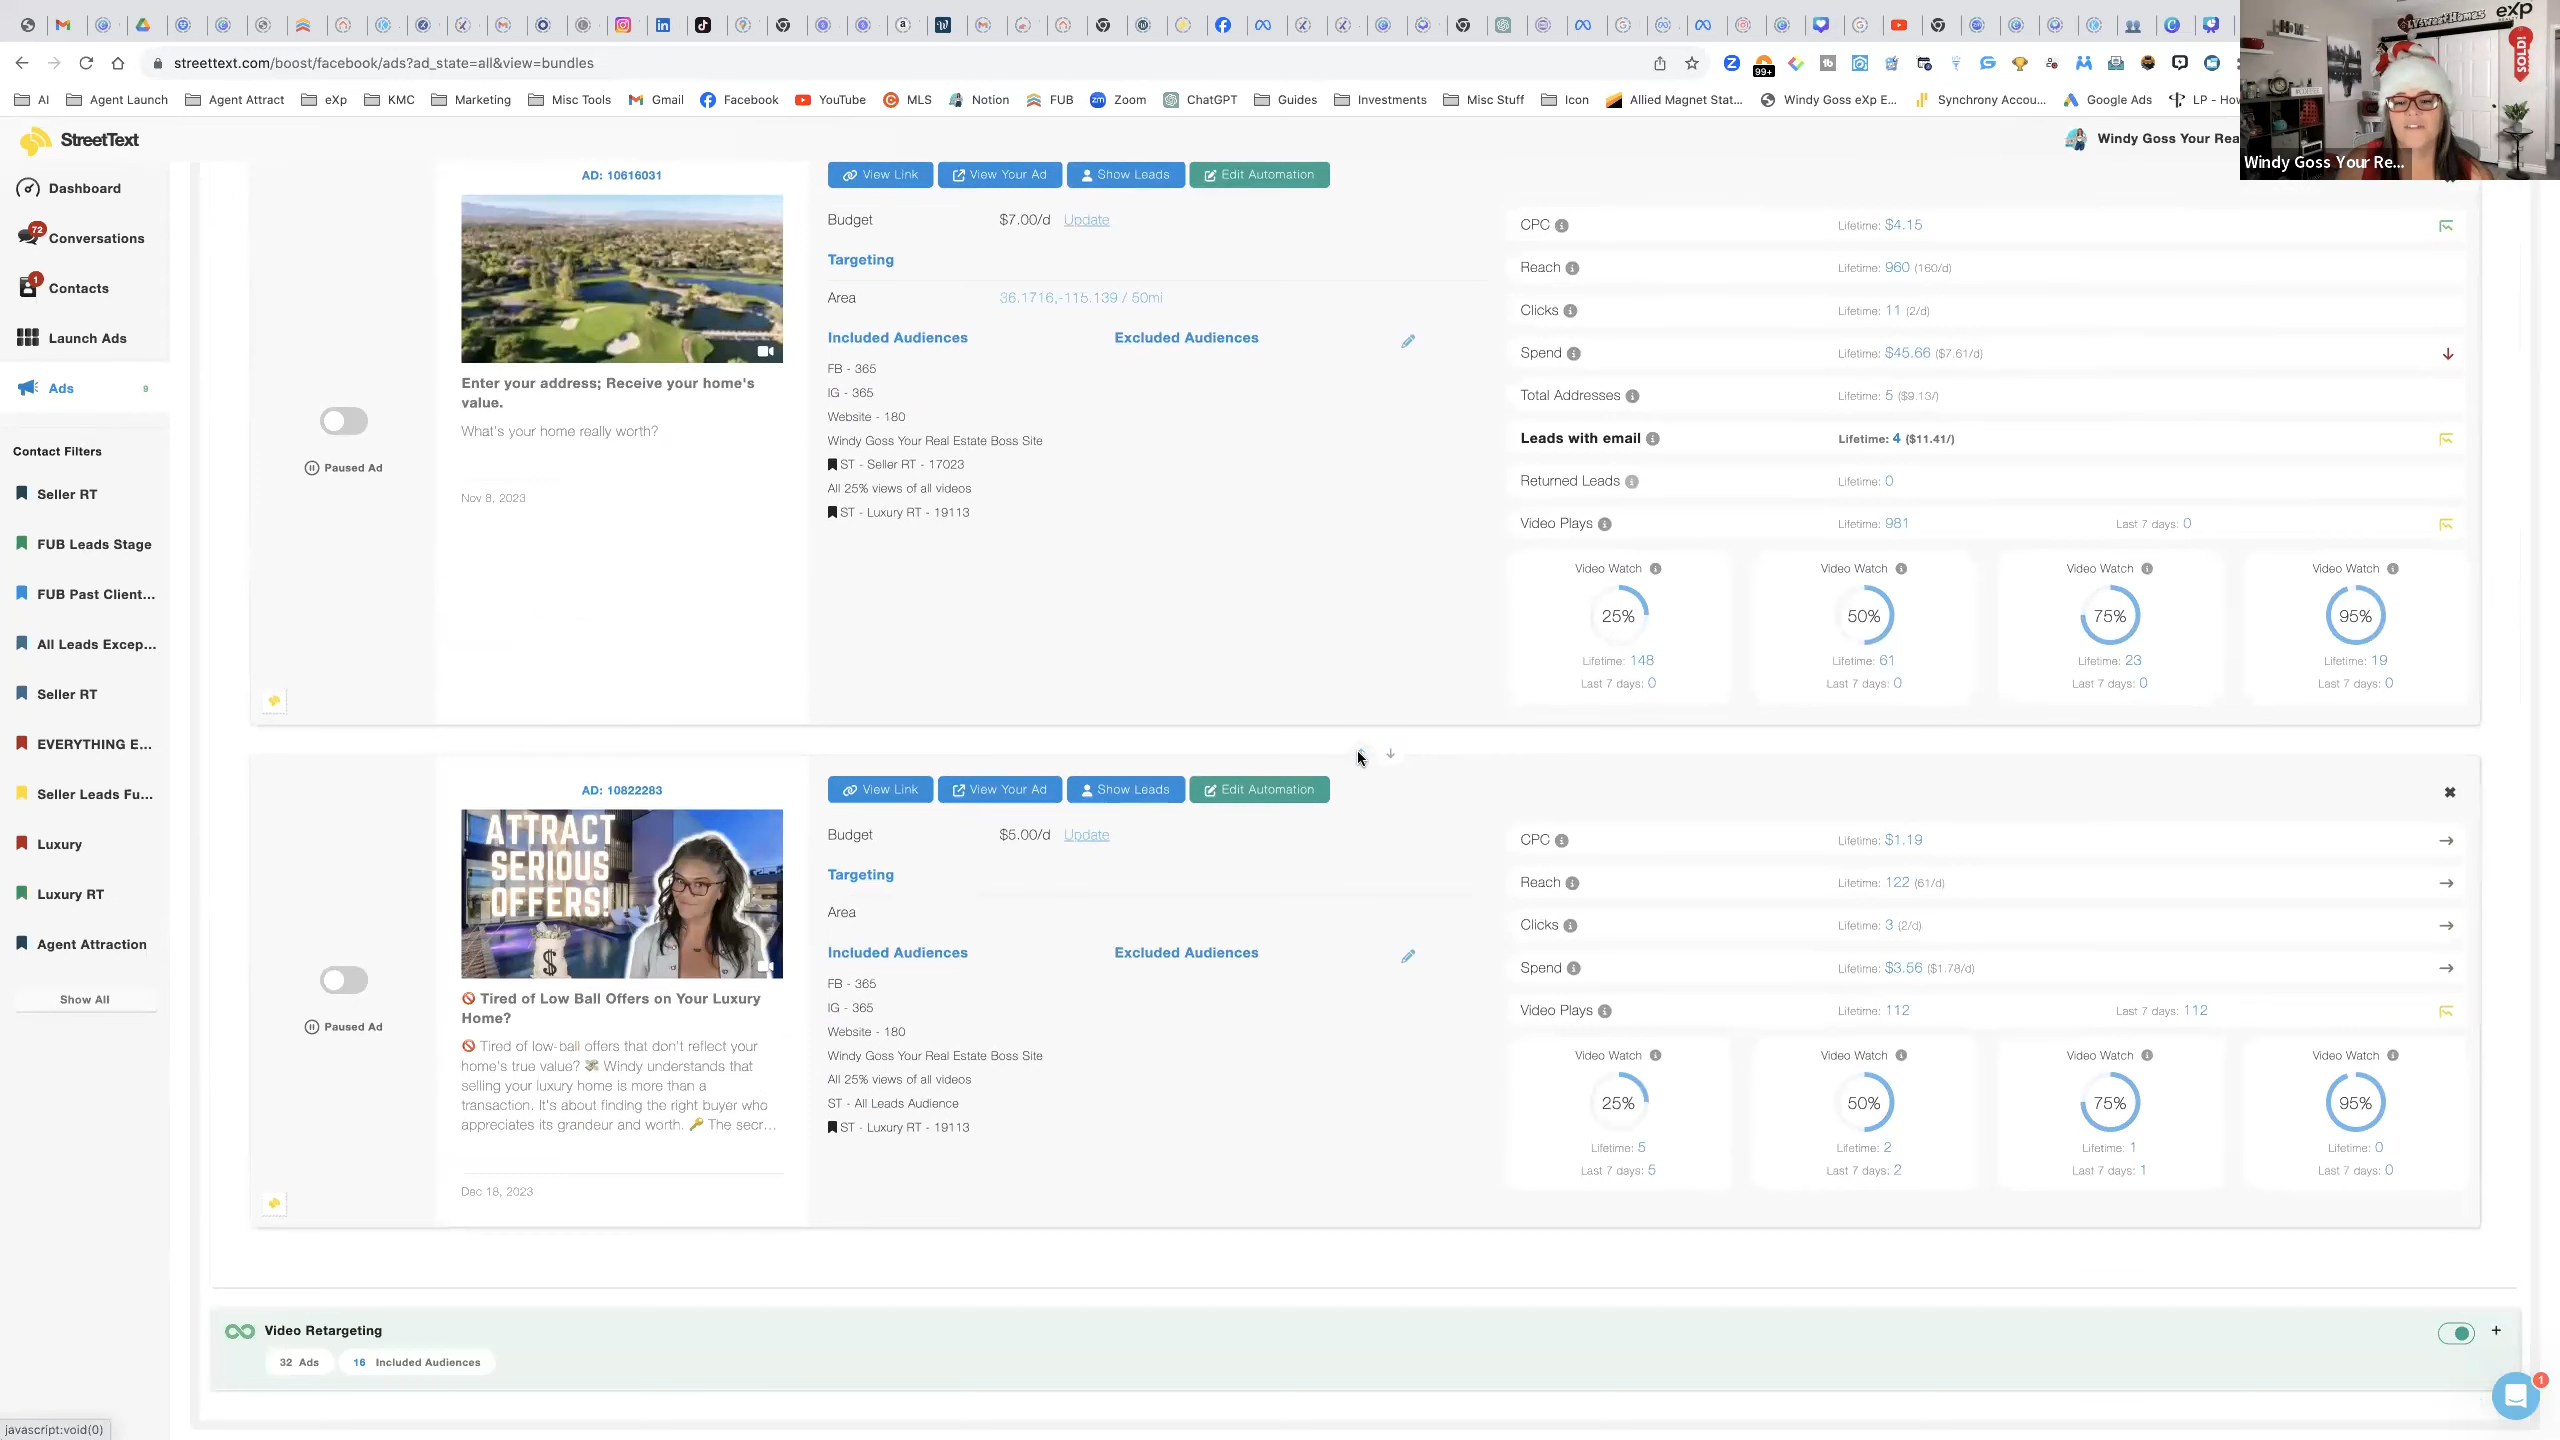 streettext.com/boost/facebook/ads?ad_state=all&view=bundles
99+
AI
Agent Launch
Agent Attract
eXp
KMC
Marketing
Misc Tools
Gmail
Facebook
YouTube
MLS
Notion
FUB
Zoom
ChatGPT
Guides
Investments
Misc Stuff
Icon
Allied Magnet Stat...
Windy Goss eXp E...
Synchrony Accou...
Google Ads
eXp
SOLD!
Windy Goss Your Re...
StreetText
Windy Goss Your Rea
Dashboard
72
Conversations
1
Contacts
Launch Ads
Ads
9
Contact Filters
Seller RT
FUB Leads Stage
FUB Past Client...
All Leads Excep...
Seller RT
EVERYTHING E...
Seller Leads Fu...
Luxury
Luxury RT
Agent Attraction
Show All
Paused Ad
AD: 10616031
Enter your address; Receive your home's
value.
What's your home really worth?
Nov 8, 2023
View Link
View Your Ad
Show Leads
Edit Automation
Budget
$7.00/d
Update
Targeting
Area
36.1716,-115.139 / 50mi
Included Audiences
Excluded Audiences
FB - 365
IG - 365
Website - 180
Windy Goss Your Real Estate Boss Site
ST - Seller RT - 17023
All 25% views of all videos
ST - Luxury RT - 19113
CPC
Lifetime: $4.15
Reach
Lifetime: 960 (160/d)
Clicks
Lifetime: 11 (2/d)
Spend
Lifetime: $45.66 ($7.61/d)
Total Addresses
Lifetime: 5 ($9.13/)
Leads with email
Lifetime: 4 ($11.41/)
Returned Leads
Lifetime: 0
Video Plays
Lifetime: 981
Last 7 days: 0
Video Watch
25%
Lifetime: 148
Last 7 days: 0
Video Watch
50%
Lifetime: 61
Last 7 days: 0
Video Watch
75%
Lifetime: 23
Last 7 days: 0
Video Watch
95%
Lifetime: 19
Last 7 days: 0
Paused Ad
AD: 10822283
ATTRACT
SERIOUS
OFFERS!
$
🚫 Tired of Low Ball Offers on Your Luxury
Home?
🚫 Tired of low-ball offers that don't reflect your
home's true value? 💸 Windy understands that
selling your luxury home is more than a
transaction. It's about finding the right buyer who
appreciates its grandeur and worth. 🔑 The secr...
Dec 18, 2023
View Link
View Your Ad
Show Leads
Edit Automation
Budget
$5.00/d
Update
Targeting
Area
Included Audiences
Excluded Audiences
FB - 365
IG - 365
Website - 180
Windy Goss Your Real Estate Boss Site
All 25% views of all videos
ST - All Leads Audience
ST - Luxury RT - 19113
CPC
Lifetime: $1.19
Reach
Lifetime: 122 (61/d)
Clicks
Lifetime: 3 (2/d)
Spend
Lifetime: $3.56 ($1.78/d)
Video Plays
Lifetime: 112
Last 7 days: 112
Video Watch
25%
Lifetime: 5
Last 7 days: 5
Video Watch
50%
Lifetime: 2
Last 7 days: 2
Video Watch
75%
Lifetime: 1
Last 7 days: 1
Video Watch
95%
Lifetime: 0
Last 7 days: 0
Video Retargeting
32 Ads
16 Included Audiences
1
javascript:void(0)